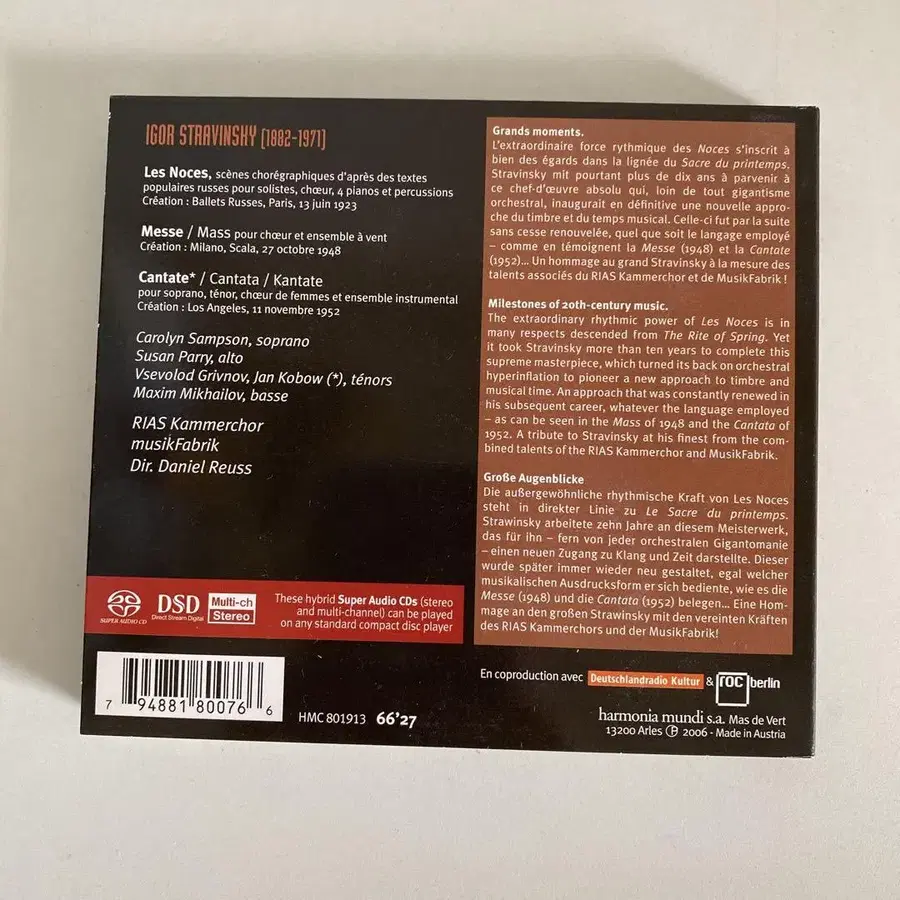 IGOR STRAVINSKY (1882-1971)
Les Noces, scènes chorégraphiques d'après des textes
populaires russes pour solistes, chœur, 4 pianos et percussions
Création : Ballets Russes, Paris, 13 juin 1923
Messe / Mass pour chœur et ensemble à vent
Création : Milano, Scala, 27 octobre 1948
Cantate* / Cantata / Kantate
pour soprano, ténor, chœur de femmes et ensemble instrumental
Création : Los Angeles, 11 novembre 1952
Carolyn Sampson, soprano
Susan Parry, alto
Vsevolod Grivnov, Jan Kobow (*), ténors
Maxim Mikhailov, basse
RIAS Kammerchor
musikFabrik
Dir. Daniel Reuss
Grands moments.
L'extraordinaire force rythmique des Noces s'inscrit à
bien des égards dans la lignée du Sacre du printemps.
Stravinsky mit pourtant plus de dix ans à parvenir à
ce chef-d'œuvre absolu qui, loin de tout gigantisme
orchestral, inaugurait en définitive une nouvelle appro-
che du timbre et du temps musical. Celle-ci fut par la suite
sans cesse renouvelée, quel que soit le langage employé
– comme en témoignent la Messe (1948) et la Cantate
(1952)... Un hommage au grand Stravinsky à la mesure des
talents associés du RIAS Kammerchor et de MusikFabrik !
Milestones of 20th-century music.
The extraordinary rhythmic power of Les Noces is in
many respects descended from The Rite of Spring. Yet
it took Stravinsky more than ten years to complete this
supreme masterpiece, which turned its back on orchestral
hyperinflation to pioneer a new approach to timbre and
musical time. An approach that was constantly renewed in
his subsequent career, whatever the language employed
– as can be seen in the Mass of 1948 and the Cantata of
1952. A tribute to Stravinsky at his finest from the com-
bined talents of the RIAS Kammerchor and MusikFabrik.
Große Augenblicke
Die außergewöhnliche rhythmische Kraft von Les Noces
steht in direkter Linie zu Le Sacre du printemps.
Strawinsky arbeitete zehn Jahre an diesem Meisterwerk,
das für ihn – fern von jeder orchestralen Gigantomanie
– einen neuen Zugang zu Klang und Zeit darstellte. Dieser
wurde später immer wieder neu gestaltet, egal welcher
musikalischen Ausdrucksform er sich bediente, wie es die
Messe (1948) und die Cantata (1952) belegen... Eine Hom-
mage an den großen Strawinsky mit den vereinten Kräften
des RIAS Kammerchors und der MusikFabrik!
SUPER AUDIO CD
DSD
Direct Stream Digital
Multi-ch
Stereo
These hybrid Super Audio CDs (stereo
and multi-channel) can be played
on any standard compact disc player
7 94881 80076 6
HMC 801913 66'27
En coproduction avec Deutschlandradio Kultur & roc berlin
harmonia mundi s.a. Mas de Vert
13200 Arles ℗ 2006 - Made in Austria